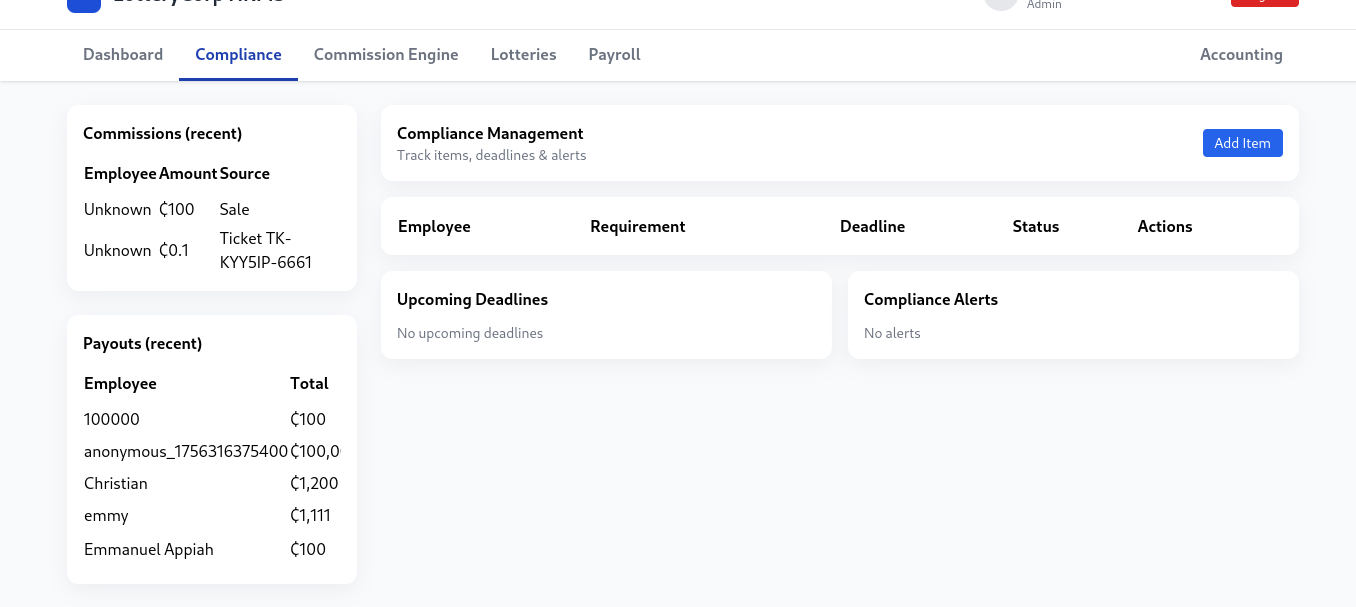 Admin
Dashboard Compliance Commission Engine Lotteries Payroll Accounting
Commissions (recent)
Employee Amount Source
Unknown ₵100 Sale
Unknown ₵0.1 Ticket TK-
KYY5IP-6661
Payouts (recent)
Employee Total
100000 ₵100
anonymous_1756316375400 ₵100,0
Christian ₵1,200
emmy ₵1,111
Emmanuel Appiah ₵100
Compliance Management
Track items, deadlines & alerts
Add Item
Employee Requirement Deadline Status Actions
Upcoming Deadlines
No upcoming deadlines
Compliance Alerts
No alerts